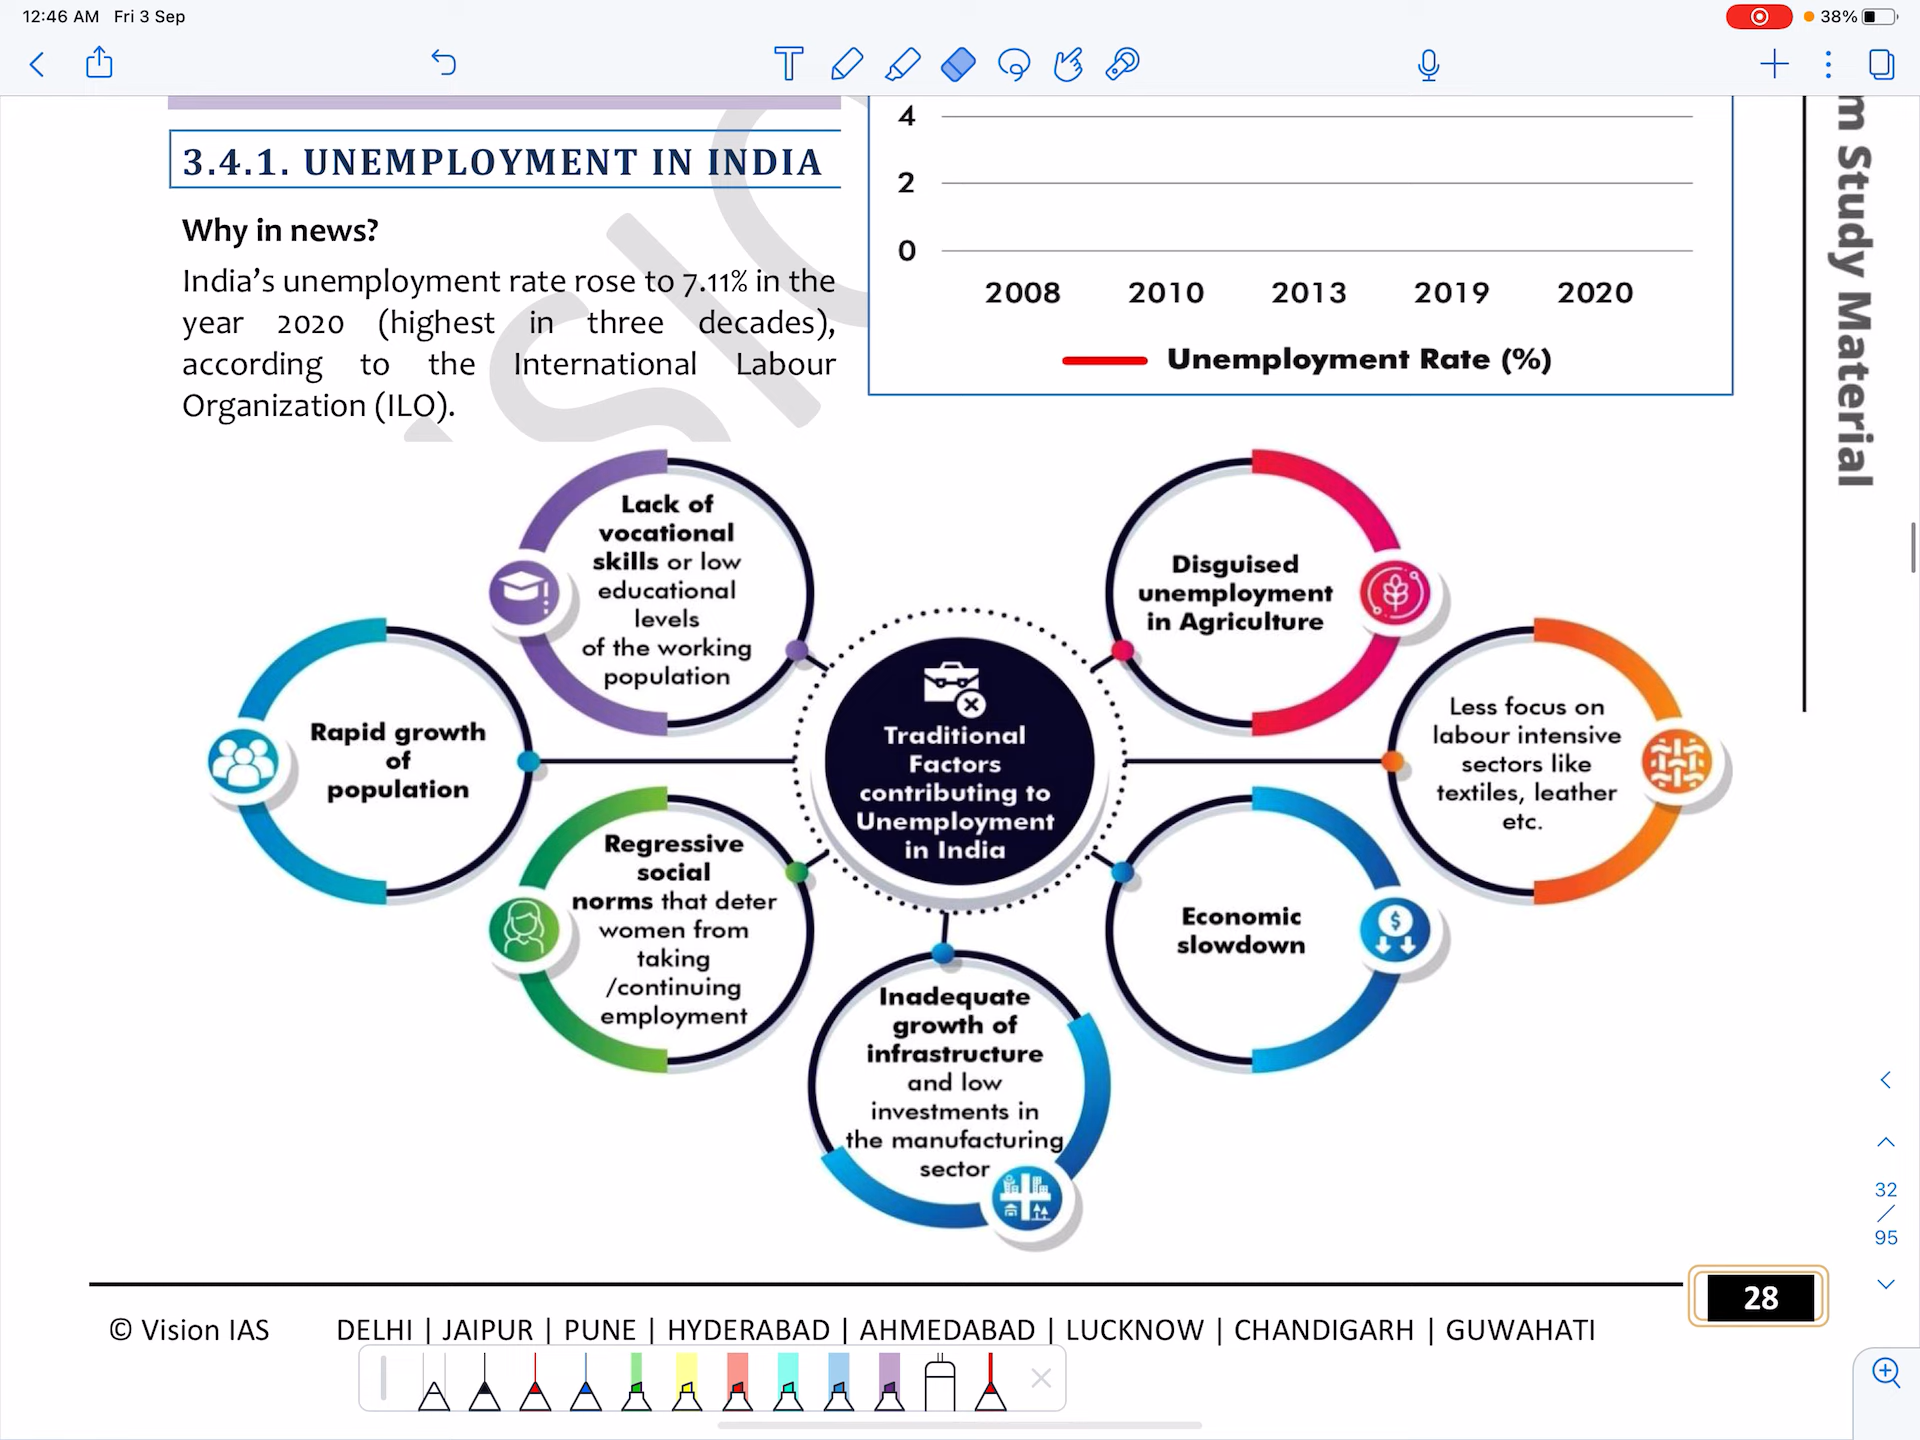 12:46 AM Fri 3 Sep
38%
3.4.1. UNEMPLOYMENT IN INDIA
Why in news?
India’s unemployment rate rose to 7.11% in the
year 2020 (highest in three decades),
according to the International Labour
Organization (ILO).
4
2
0
2008 2010 2013 2019 2020
Unemployment Rate (%)
m Study Material
Lack of
vocational
skills or low
educational
levels
of the working
population
Disguised
unemployment
in Agriculture
Rapid growth
of
population
Traditional
Factors
contributing to
Unemployment
in India
Less focus on
labour intensive
sectors like
textiles, leather
etc.
Regressive
social
norms that deter
women from
taking
/continuing
employment
Economic
slowdown
Inadequate
growth of
infrastructure
and low
investments in
the manufacturing
sector
32
/
95
28
© Vision IAS DELHI | JAIPUR | PUNE | HYDERABAD | AHMEDABAD | LUCKNOW | CHANDIGARH | GUWAHATI